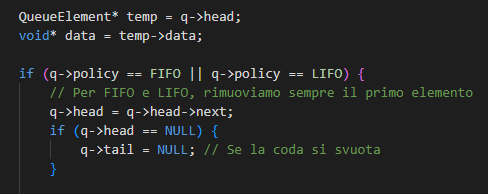 QueueElement* temp = q->head;
void* data = temp->data;
if (q->policy == FIFO || q->policy == LIFO) {
// Per FIFO e LIFO, rimuoviamo sempre il primo elemento
q->head = q->head->next;
if (q->head == NULL) {
q->tail = NULL; // Se la coda si svuota
}